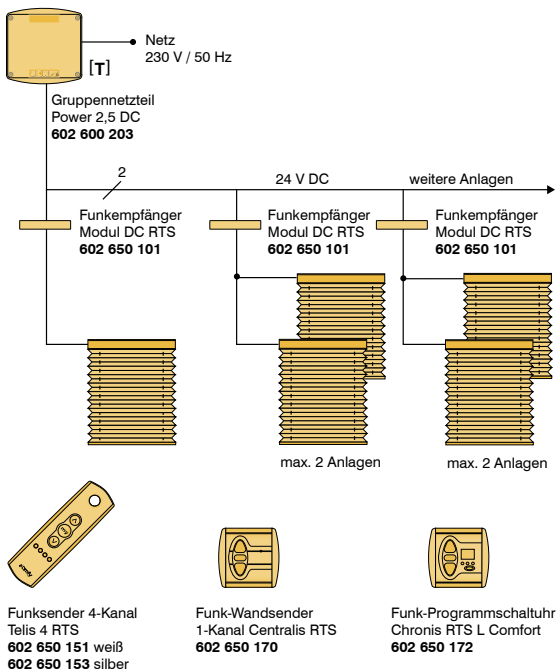 Netz
230 V / 50 Hz
[T]
Gruppennetzteil
Power 2,5 DC
602 600 203
2
24 V DC
weitere Anlagen
Funkempfänger
Modul DC RTS
602 650 101
Funkempfänger
Modul DC RTS
602 650 101
Funkempfänger
Modul DC RTS
602 650 101
max. 2 Anlagen
max. 2 Anlagen
somfy
Funksender 4-Kanal
Telis 4 RTS
602 650 151 weiß
602 650 153 silber
Funk-Wandsender
1-Kanal Centralis RTS
602 650 170
Funk-Programmschaltuhr
Chronis RTS L Comfort
602 650 172